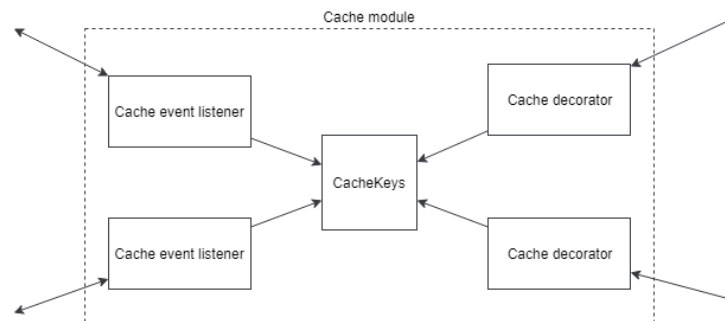 Cache module
Cache event listener
Cache decorator
CacheKeys
Cache event listener
Cache decorator